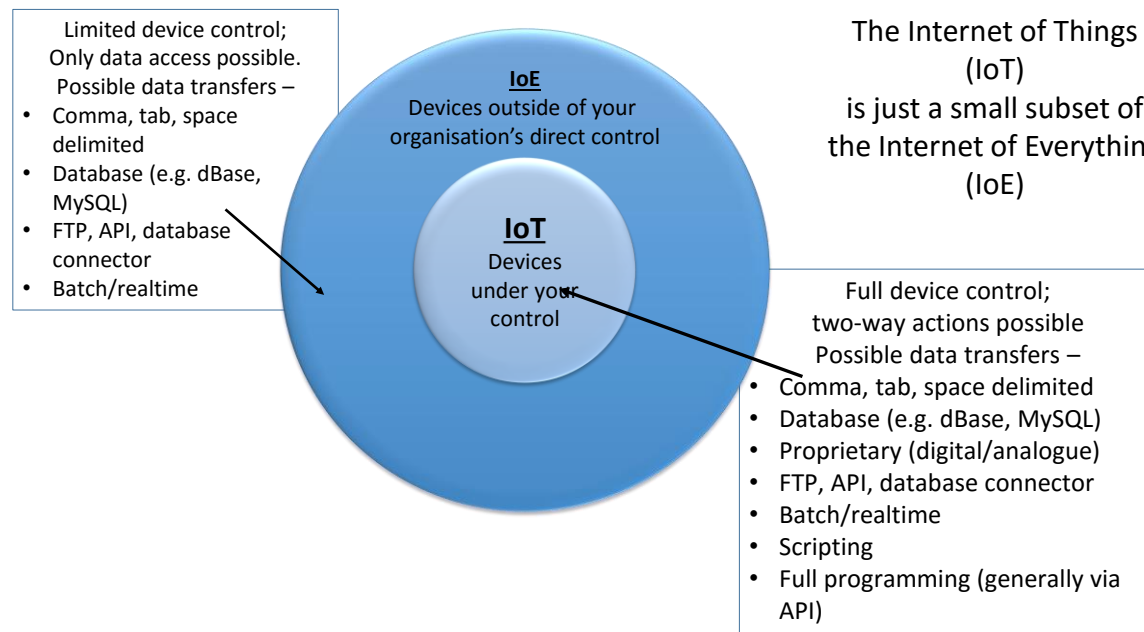 Limited device control;
Only data access possible.
Possible data transfers –
• Comma, tab, space
delimited
• Database (e.g. dBase,
MySQL)
• FTP, API, database
connector
• Batch/realtime
IoE
Devices outside of your
organisation's direct control
IoT
Devices
under your
control
The Internet of Things
(IoT)
is just a small subset of
the Internet of Everythin
(IoE)
Full device control;
two-way actions possible
Possible data transfers –
• Comma, tab, space delimited
• Database (e.g. dBase, MySQL)
• Proprietary (digital/analogue)
• FTP, API, database connector
• Batch/realtime
• Scripting
• Full programming (generally via
API)